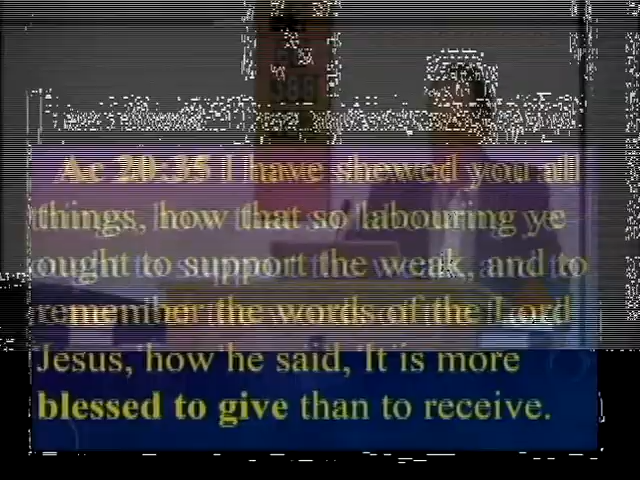 Ac 20:35 I have shewed you all
things, how that so labouring ye
ought to support the weak, and to
remember the words of the Lord
Jesus, how he said, It is more
blessed to give than to receive.